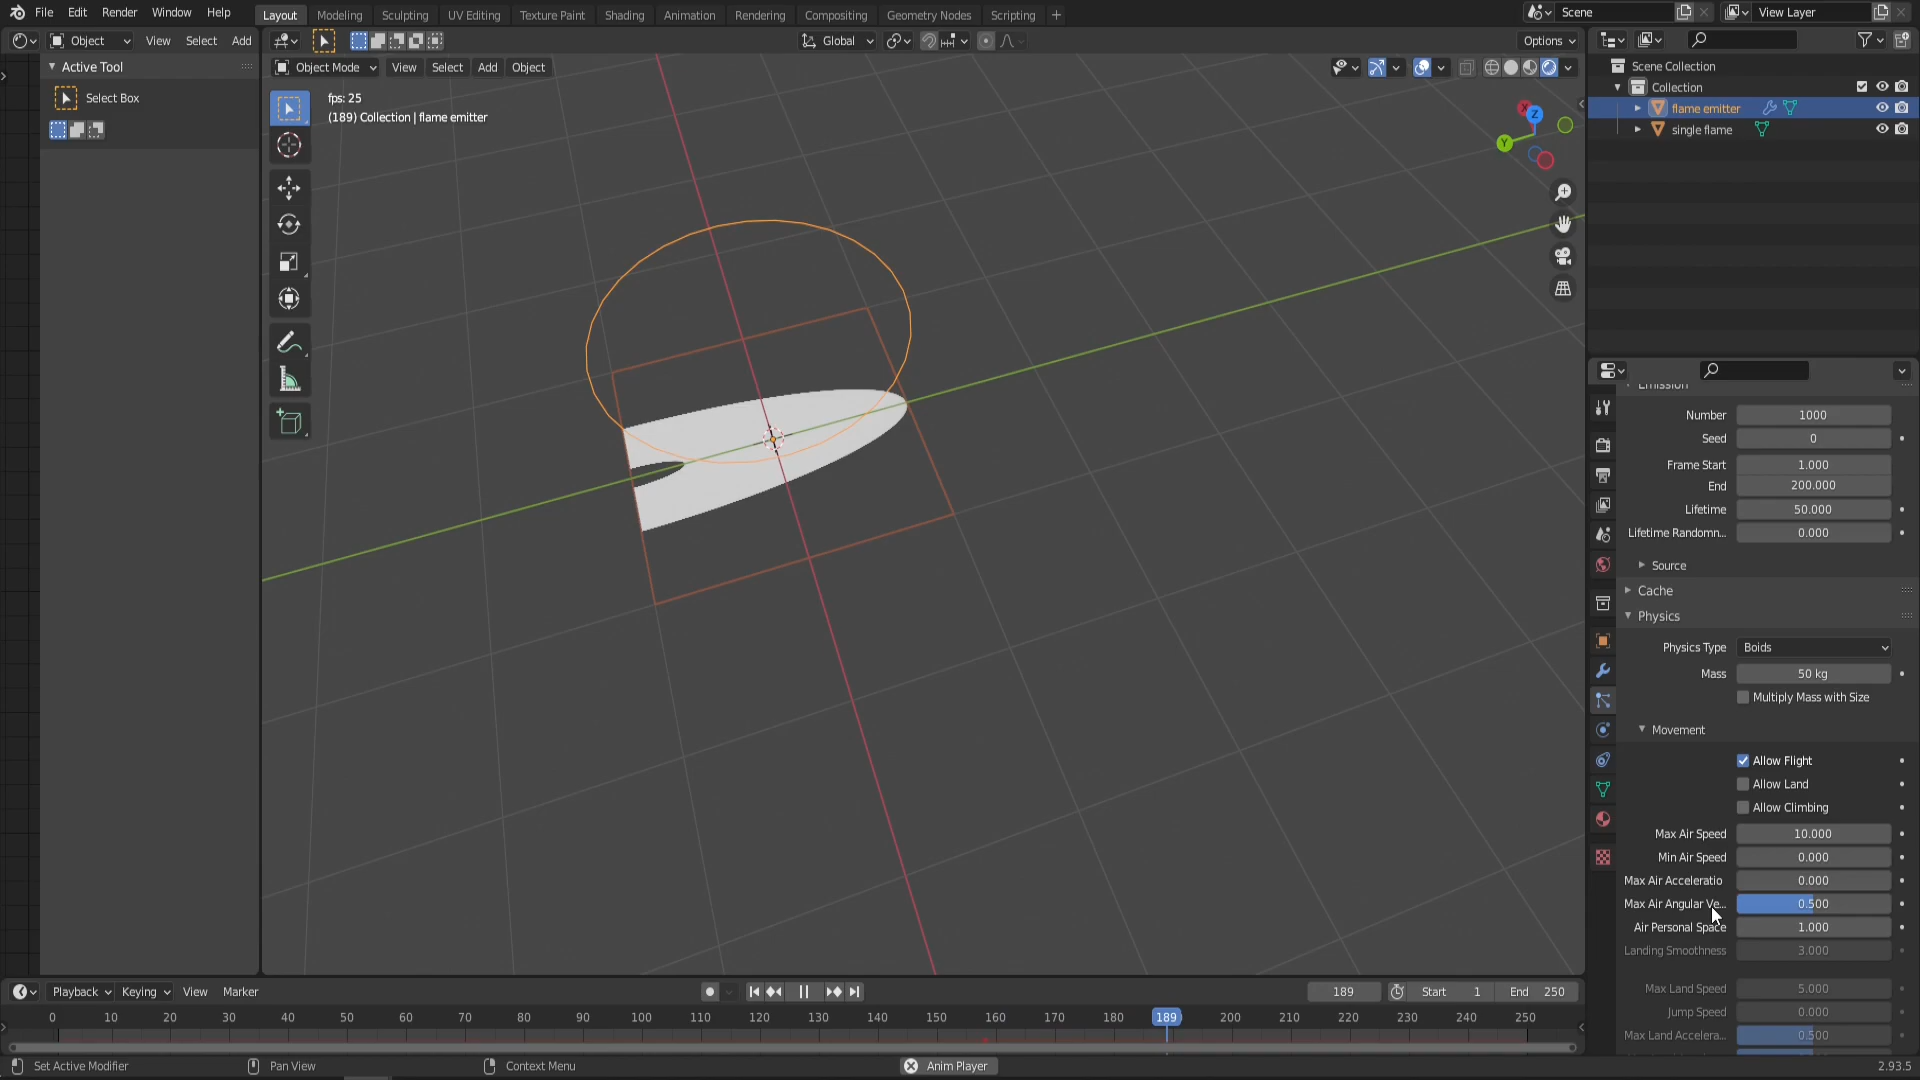 File Edit Render Window Help Layout Modeling Sculpting UV Editing Texture Paint Shading Animation Rendering Compositing Geometry Nodes Scripting + Scene View Layer
Object View Select Add Global Options
Active Tool
Select Box
Object Mode View Select Add Object
fps: 25
(189) Collection | flame emitter
X
Z
Y
Scene Collection
Collection
flame emitter
single flame
Emission
Number 1000
Seed 0
Frame Start 1.000
End 200.000
Lifetime 50.000
Lifetime Randomn... 0.000
Source
Cache
Physics
Physics Type Boids
Mass 50 kg
Multiply Mass with Size
Movement
Allow Flight
Allow Land
Allow Climbing
Max Air Speed 10.000
Min Air Speed 0.000
Max Air Acceleratio 0.000
Max Air Angular Ve... 0.500
Air Personal Space 1.000
Landing Smoothness 3.000
Max Land Speed 5.000
Jump Speed 0.000
Max Land Accelera... 0.500
Playback Keying View Marker 189 Start 1 End 250
0 10 20 30 40 50 60 70 80 90 100 110 120 130 140 150 160 170 180 189 200 210 220 230 240 250
Set Active Modifier Pan View Context Menu Anim Player 2.93.5